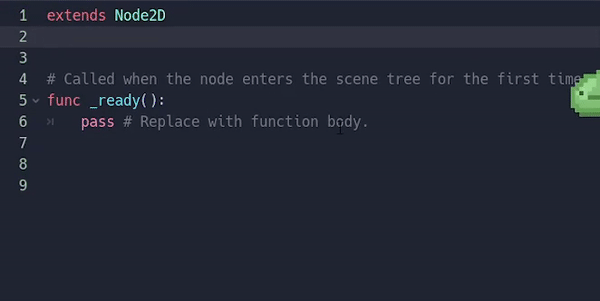 1 extends Node2D
2
3
4 # Called when the node enters the scene tree for the first time
5 func _ready():
6 pass # Replace with function body.
7
8
9